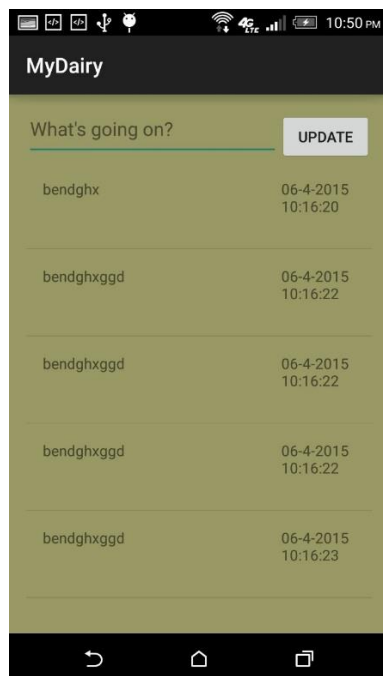 4G LTE 10:50 PM
MyDairy
What's going on?
UPDATE
bendghx
06-4-2015
10:16:20
bendghxggd
06-4-2015
10:16:22
bendghxggd
06-4-2015
10:16:22
bendghxggd
06-4-2015
10:16:22
bendghxggd
06-4-2015
10:16:23